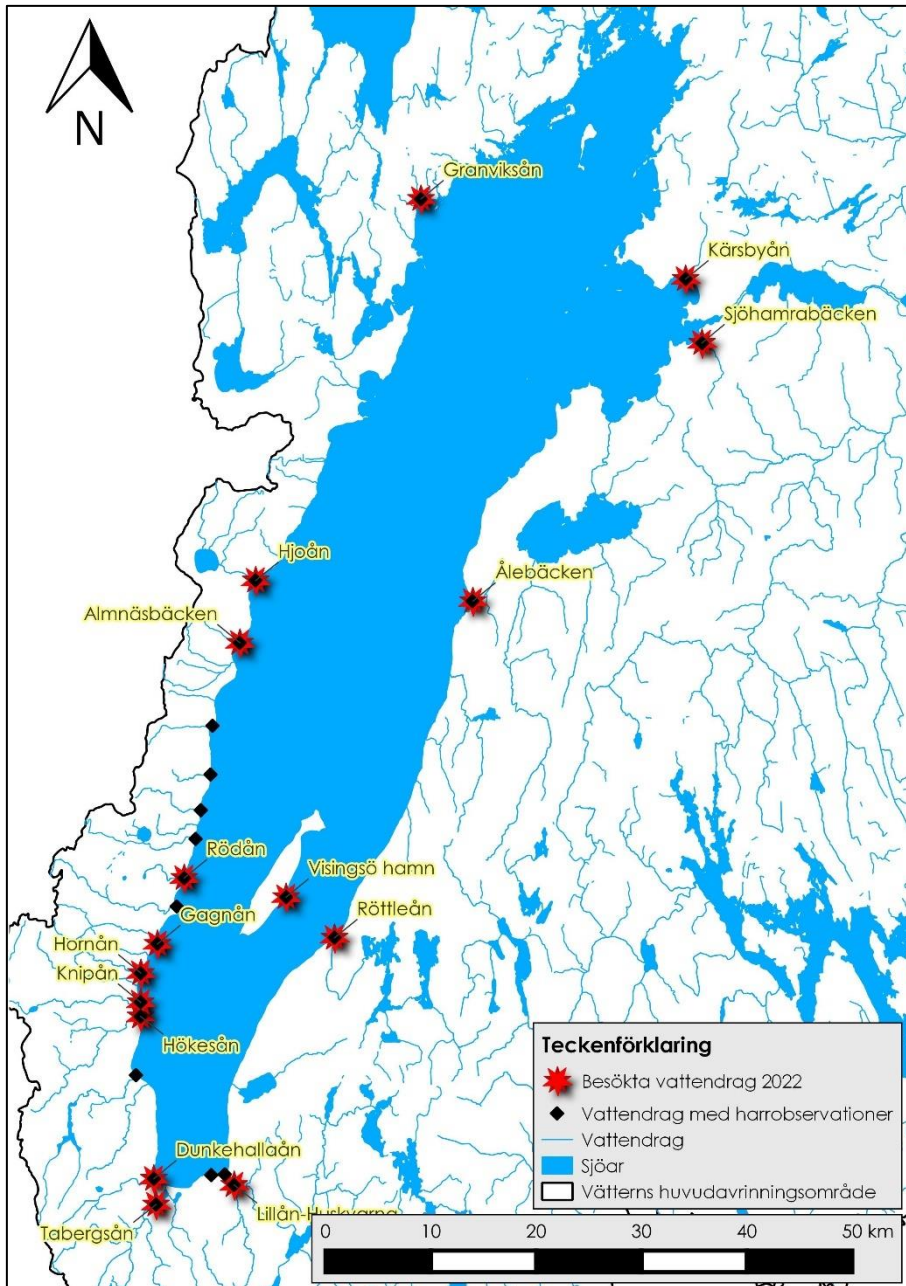 N
Granviksån
Kärsbyån
Sjöhamrabäcken
Hjoån
Ålebäcken
Almnäsbäcken
Rödån
Visingsö hamn
Gagnån
Röttleån
Hornån
Knipån
Hökesån
Dunkehallaån
Lillån-Huskvarna
Tabergsån
Teckenförklaring
Besökta vattendrag 2022
Vattendrag med harrobservationer
Vattendrag
Sjöar
Vätterns huvudavrinningsområde
0 10 20 30 40 50 km